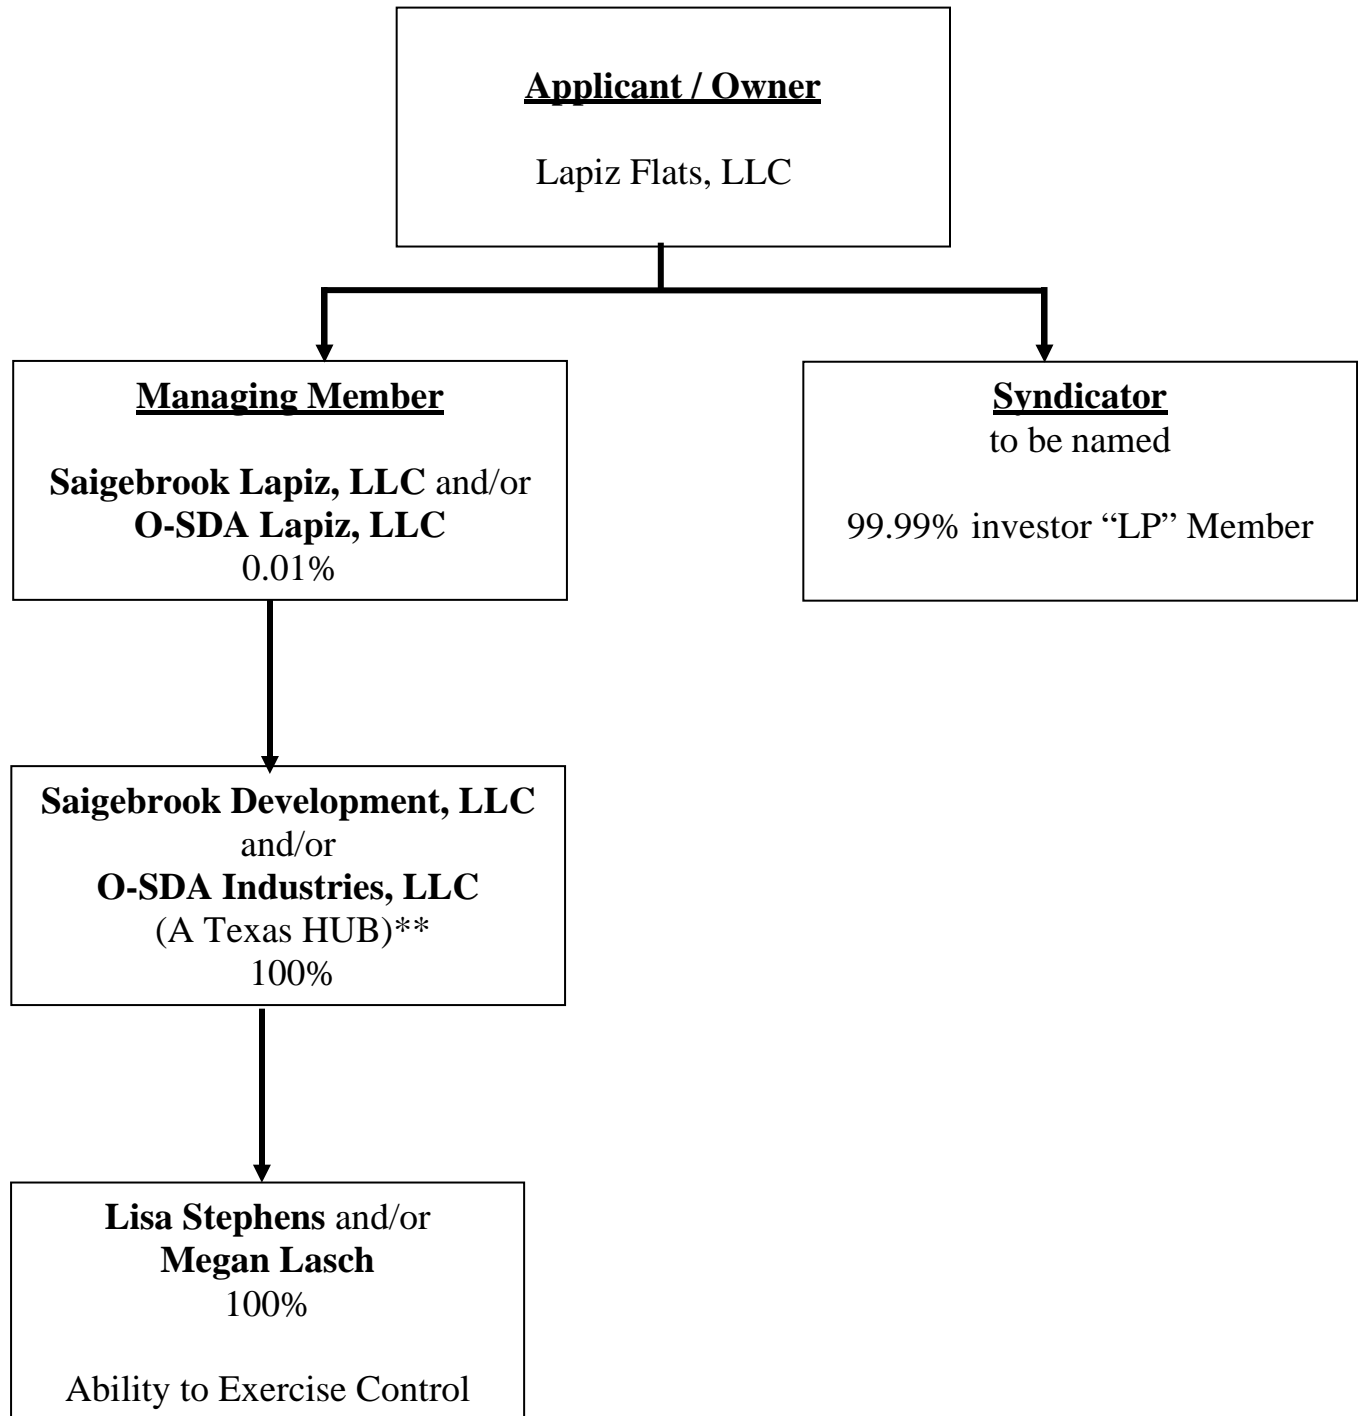 Applicant / Owner
Lapiz Flats, LLC
Managing Member
Saigebrook Lapiz, LLC and/or
O-SDA Lapiz, LLC
0.01%
Syndicator
to be named
99.99% investor “LP” Member
Saigebrook Development, LLC
and/or
O-SDA Industries, LLC
(A Texas HUB)**
100%
Lisa Stephens and/or
Megan Lasch
100%
Ability to Exercise Control